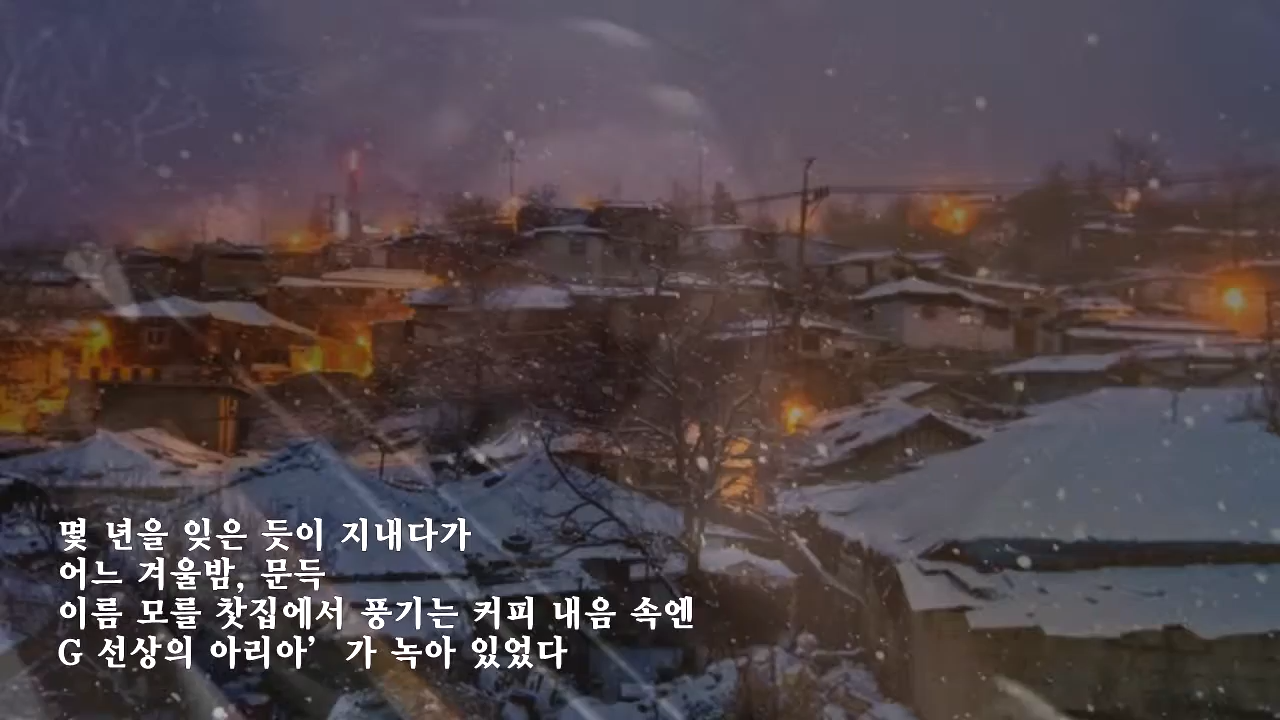 몇 년을 잊은 듯이 지내다가
어느 겨울밤, 문득
이름 모를 찻집에서 풍기는 커피 내음 속엔
G 선상의 아리아’ 가 녹아 있었다